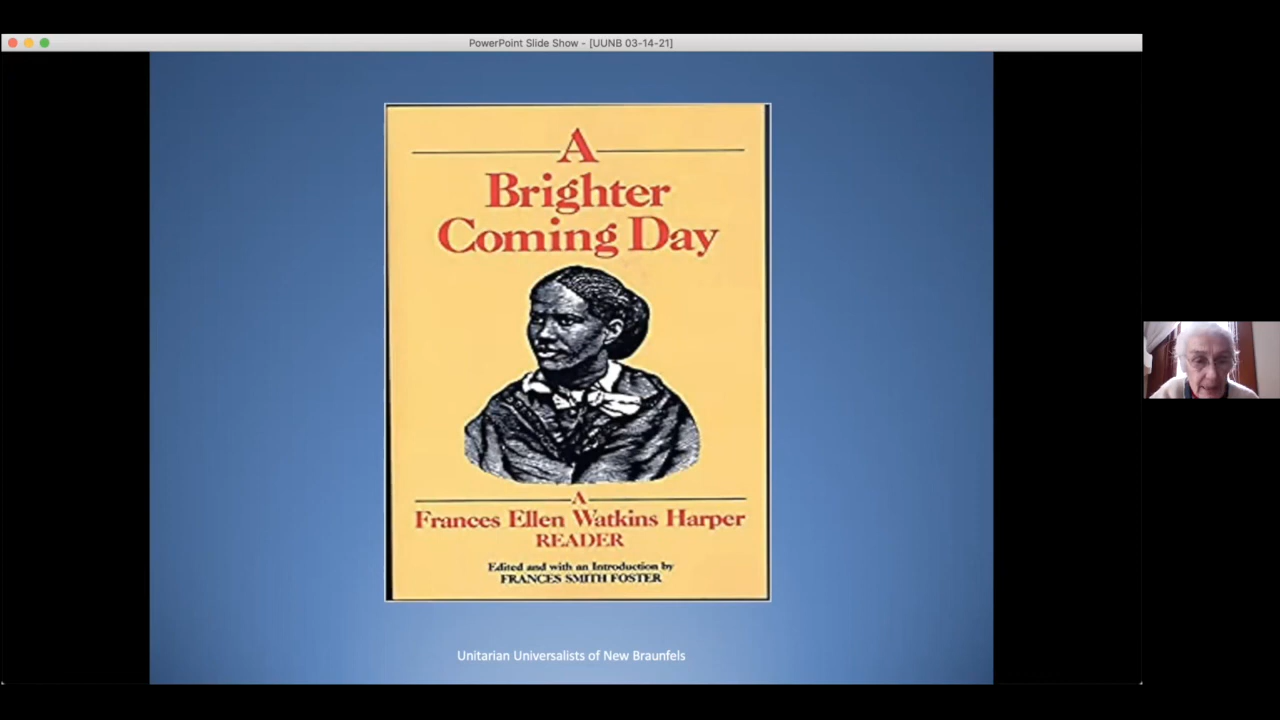 PowerPoint Slide Show - [UUNB 03-14-21]
A
Brighter
Coming Day
A
Frances Ellen Watkins Harper
READER
Edited and with an Introduction by
FRANCES SMITH FOSTER
Unitarian Universalists of New Braunfels